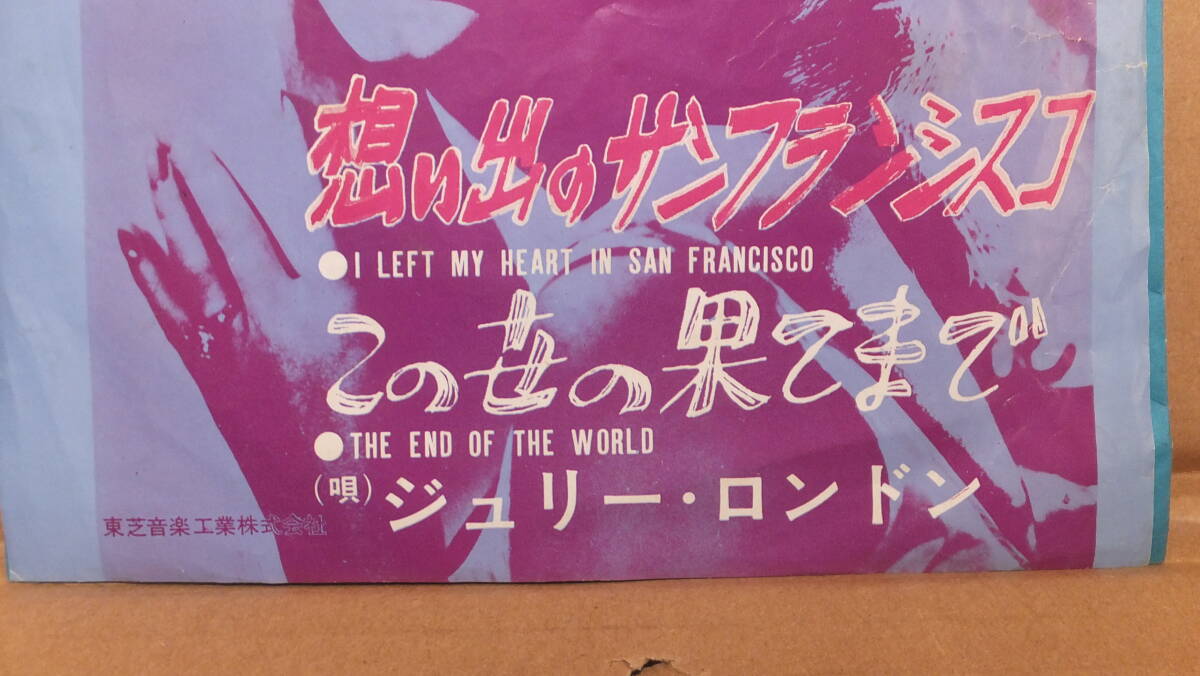 想い出のサンフランシスコ
●I LEFT MY HEART IN SAN FRANCISCO
この世の果てまで
●THE END OF THE WORLD
(唄)ジュリー・ロンドン
東芝音楽工業株式会社